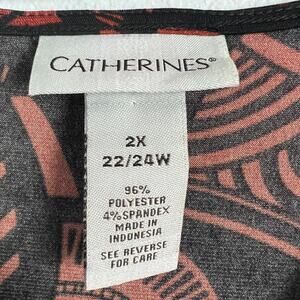 CATHERINES®
2X
22/24W
96%
POLYESTER
4% SPANDEX
MADE IN
INDONESIA
SEE REVERSE
FOR CARE